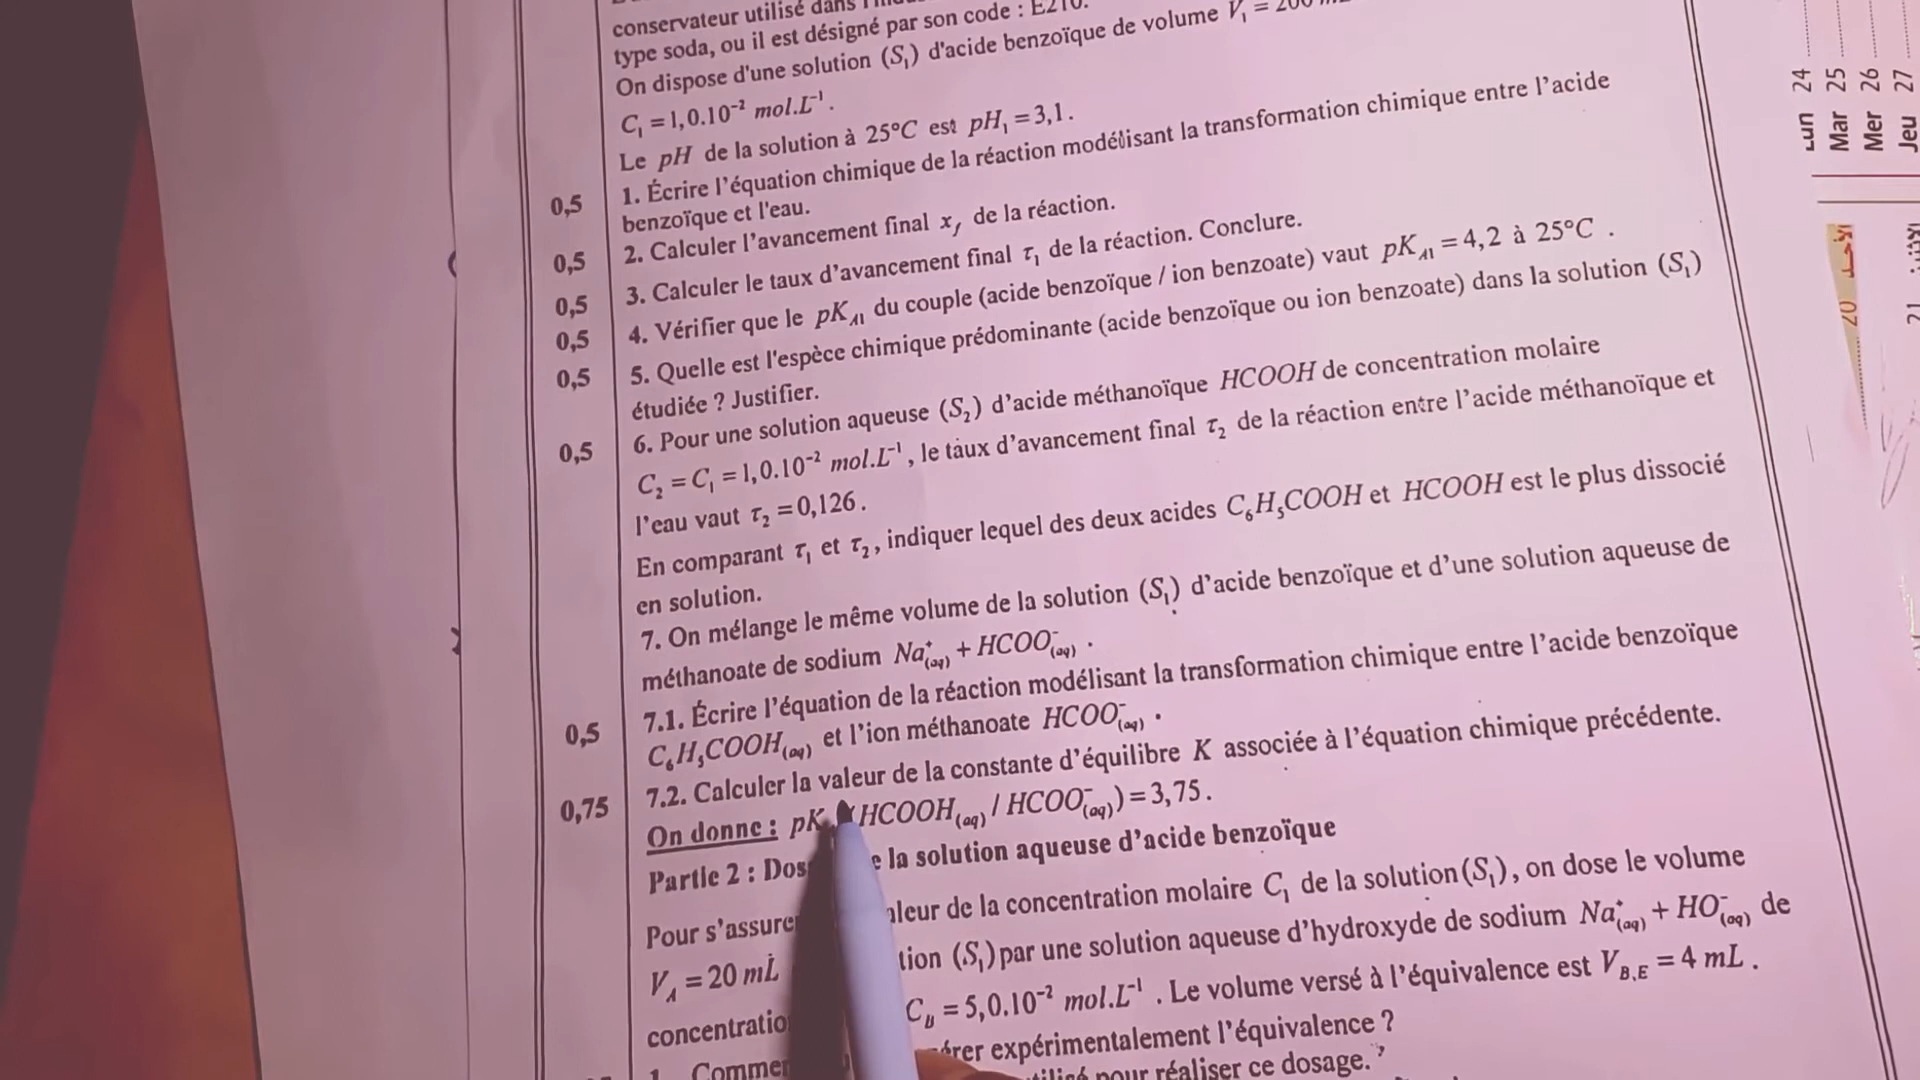 conservateur utilisé dans
type soda, ou il est désigné par son code : E210.
On dispose d'une solution (S₁) d'acide benzoïque de volume V₁ = 200
C₁ = 1,0.10⁻² mol.L⁻¹.
Le pH de la solution à 25°C est pH₁ = 3,1.
0,5 1. Écrire l'équation chimique de la réaction modélisant la transformation chimique entre l'acide
benzoïque et l'eau.
0,5 2. Calculer l'avancement final x_f de la réaction.
0,5 3. Calculer le taux d'avancement final τ₁ de la réaction. Conclure.
0,5 4. Vérifier que le pK_A1 du couple (acide benzoïque / ion benzoate) vaut pK_A1 = 4,2 à 25°C .
0,5 5. Quelle est l'espèce chimique prédominante (acide benzoïque ou ion benzoate) dans la solution (S₁)
étudiée ? Justifier.
0,5 6. Pour une solution aqueuse (S₂) d'acide méthanoïque HCOOH de concentration molaire
C₂ = C₁ = 1,0.10⁻² mol.L⁻¹, le taux d'avancement final τ₂ de la réaction entre l'acide méthanoïque et
l'eau vaut τ₂ = 0,126.
En comparant τ₁ et τ₂, indiquer lequel des deux acides C₆H₅COOH et HCOOH est le plus dissocié
en solution.
7. On mélange le même volume de la solution (S₁) d'acide benzoïque et d'une solution aqueuse de
méthanoate de sodium Na⁺(aq) + HCOO⁻(aq) .
0,5 7.1. Écrire l'équation de la réaction modélisant la transformation chimique entre l'acide benzoïque
C₆H₅COOH(aq) et l'ion méthanoate HCOO⁻(aq) .
0,75 7.2. Calculer la valeur de la constante d'équilibre K associée à l'équation chimique précédente.
On donne : pK (HCOOH(aq) / HCOO⁻(aq)) = 3,75.
Partie 2 : Dos e la solution aqueuse d'acide benzoïque
Pour s'assure aleur de la concentration molaire C₁ de la solution (S₁), on dose le volume
V_A = 20 mL tion (S₁) par une solution aqueuse d'hydroxyde de sodium Na⁺(aq) + HO⁻(aq) de
concentratio C_B = 5,0.10⁻² mol.L⁻¹ . Le volume versé à l'équivalence est V_B,E = 4 mL .
1. Comme érer expérimentalement l'équivalence ?
pour réaliser ce dosage.
Lun 24
Mar 25
Mer 26
Jeu 27
20
21